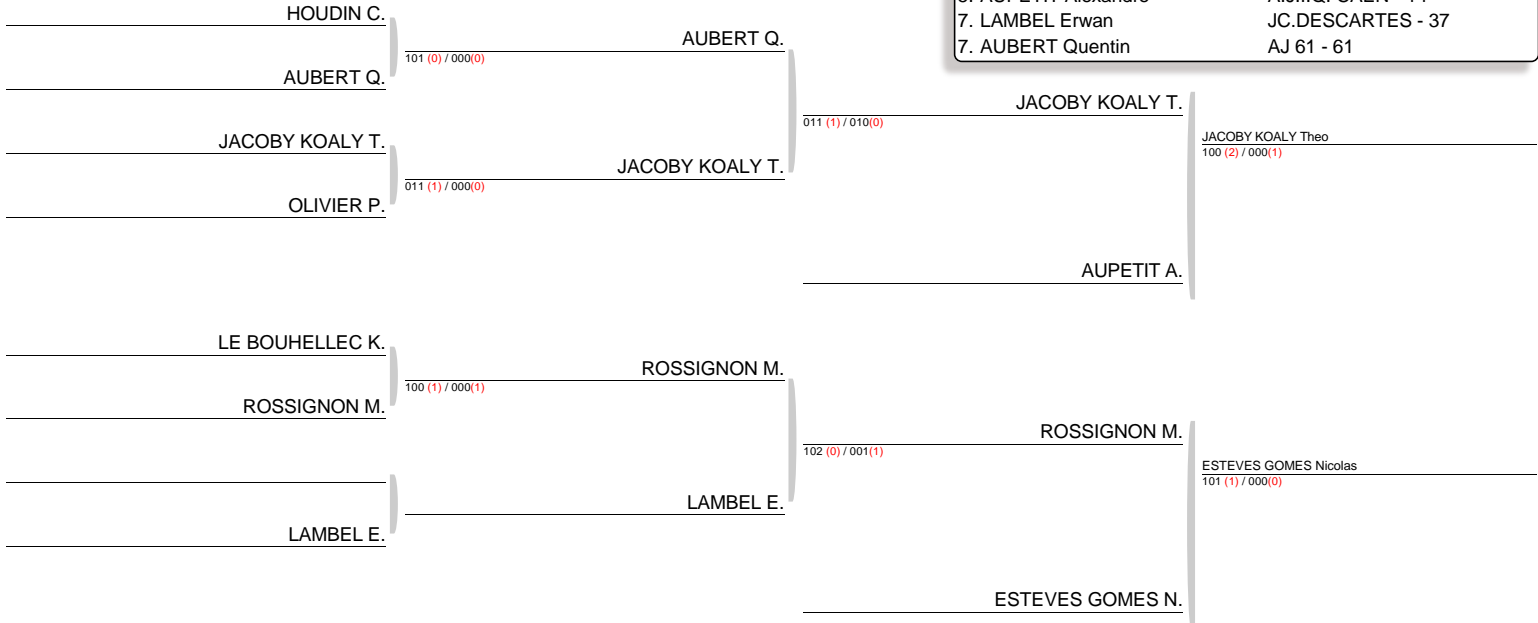 7. LAMBEL Erwan JC.DESCARTES - 37
7. AUBERT Quentin AJ 61 - 61
HOUDIN C.
AUBERT Q.
101 (0) / 000(0)
AUBERT Q.
JACOBY KOALY T.
011 (1) / 010(0)
JACOBY KOALY Theo
100 (2) / 000(1)
JACOBY KOALY T.
JACOBY KOALY T.
011 (1) / 000(0)
OLIVIER P.
AUPETIT A.
LE BOUHELLEC K.
ROSSIGNON M.
100 (1) / 000(1)
ROSSIGNON M.
ROSSIGNON M.
102 (0) / 001(1)
ESTEVES GOMES Nicolas
101 (1) / 000(0)
LAMBEL E.
LAMBEL E.
ESTEVES GOMES N.